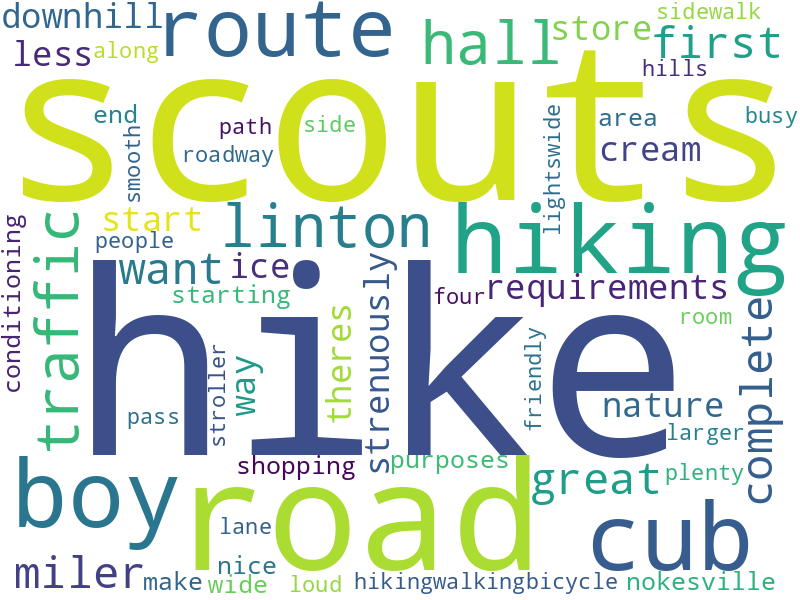 downhill
route
hall
store
sidewalk
first
less
along
hills
scouts
end
path
side
smooth
roadway
lightswide
area
busy
cream
conditioning
traffic
start
people
linton
hiking
want
ice
starting
strenuously
four
requirements
hike
theres
room
way
stroller
pass
friendly
nature
complete
larger
boy
shopping
purposes
great
plenty
road
cub
lane
miler
make
nice
wide
loud
hikingwalkingbicycle
nokesville